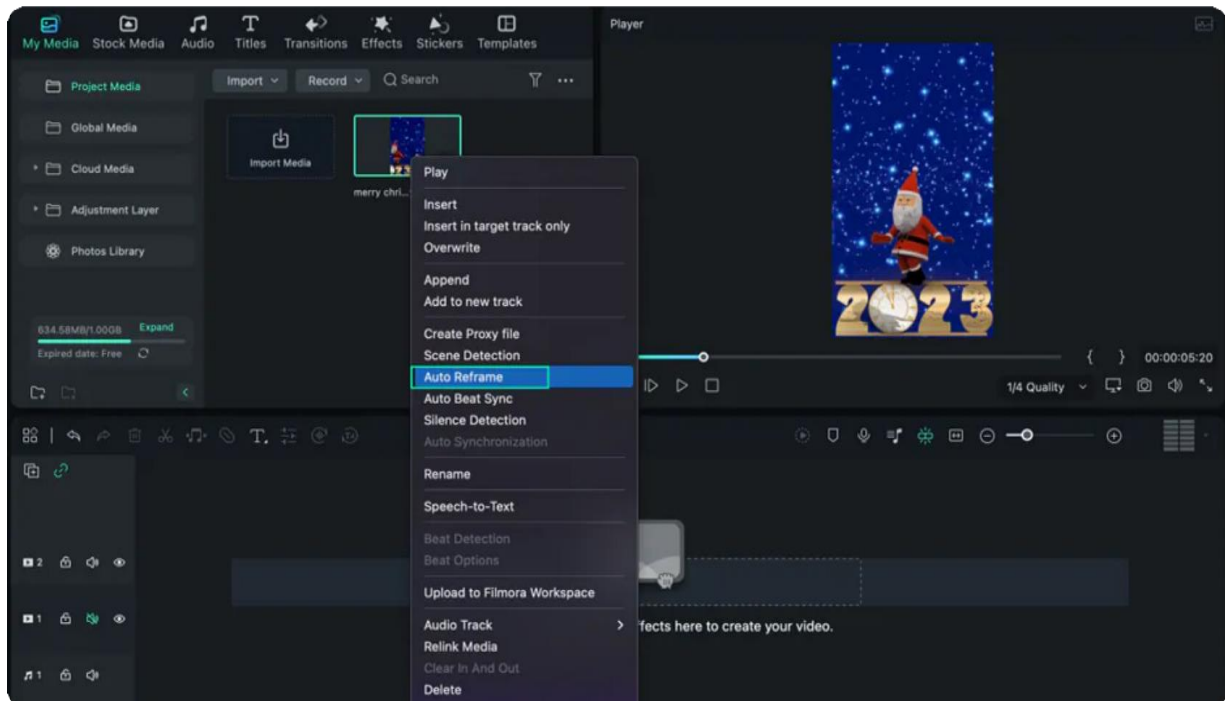 My Media Stock Media Audio Titles Transitions Effects Stickers Templates
Player
Project Media
Import Record Search
Global Media
Import Media
Cloud Media
merry chri...
Adjustment Layer
Photos Library
634.58MB/1.00GB Expand
Expired date: Free
Play
Insert
Insert in target track only
Overwrite
Append
Add to new track
Create Proxy file
Scene Detection
Auto Reframe
Auto Beat Sync
Silence Detection
Auto Synchronization
Rename
Speech-to-Text
Beat Detection
Beat Options
Upload to Filmora Workspace
Audio Track
Relink Media
Clear In And Out
Delete
2023
{ } 00:00:05:20
1/4 Quality
2
1
1
ffects here to create your video.